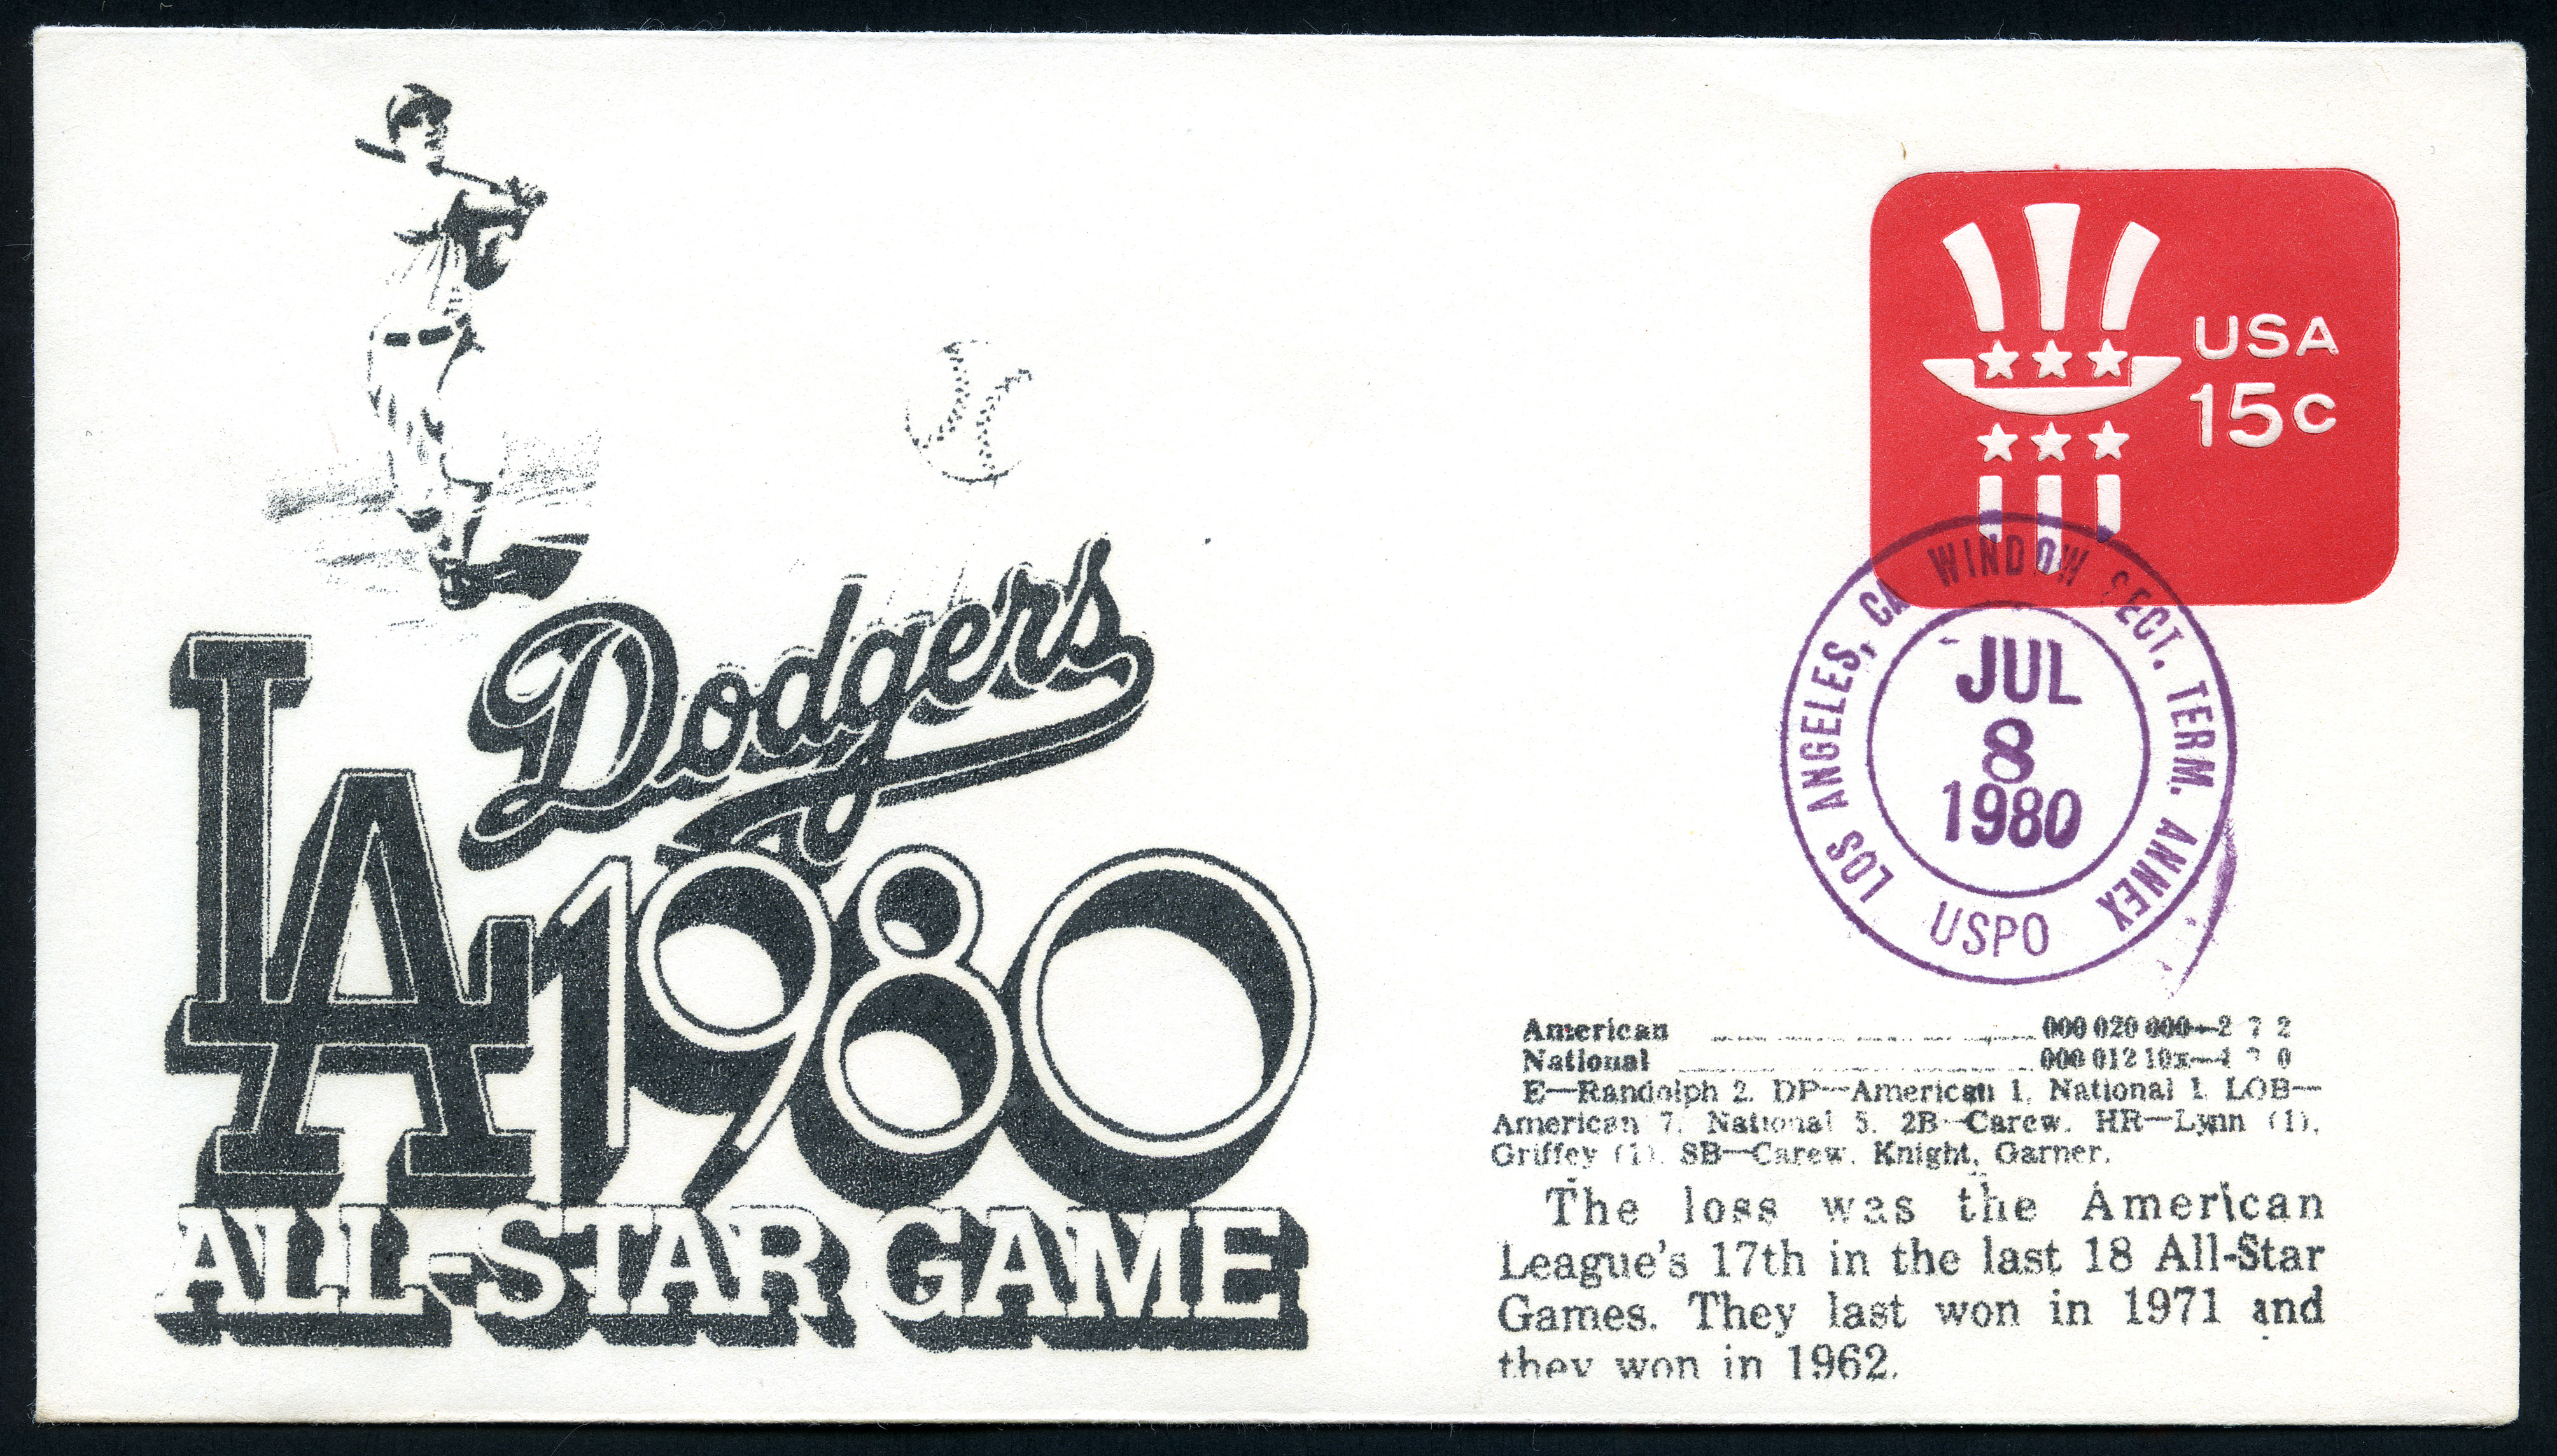 LA
Dodgers
1980
ALL-STAR GAME
USA
15c
LOS ANGELES, CA WINDOW SECT. TERM. ANNEX
JUL
8
1980
USPO
American 000 020 000—2 7 2
National 000 012 10x—4 7 0
E—Randolph 2. DP—American 1, National 1. LOB—
American 7, National 5. 2B—Carew. HR—Lynn (1),
Griffey (1). SB—Carew, Knight, Garner.
The loss was the American
League's 17th in the last 18 All-Star
Games. They last won in 1971 and
they won in 1962.